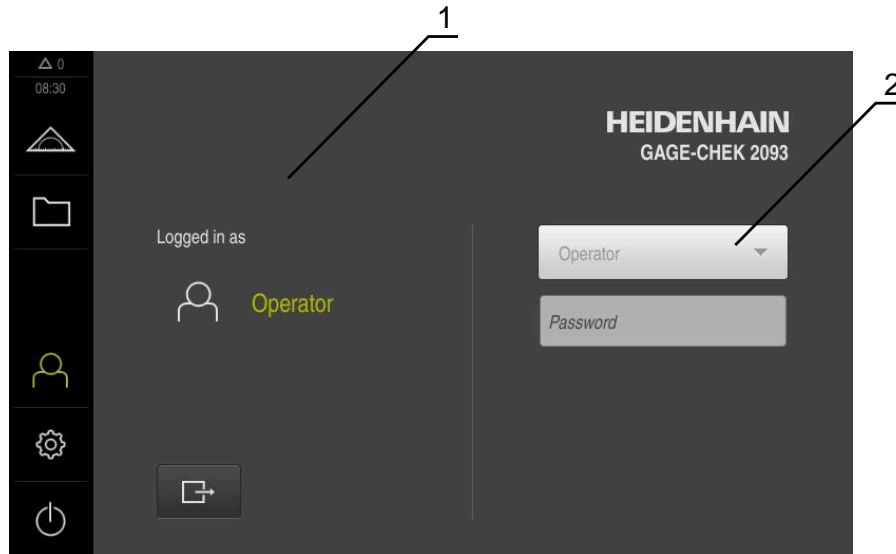 1
2
0
08:30
HEIDENHAIN
GAGE-CHEK 2093
Logged in as
Operator
Operator
Password